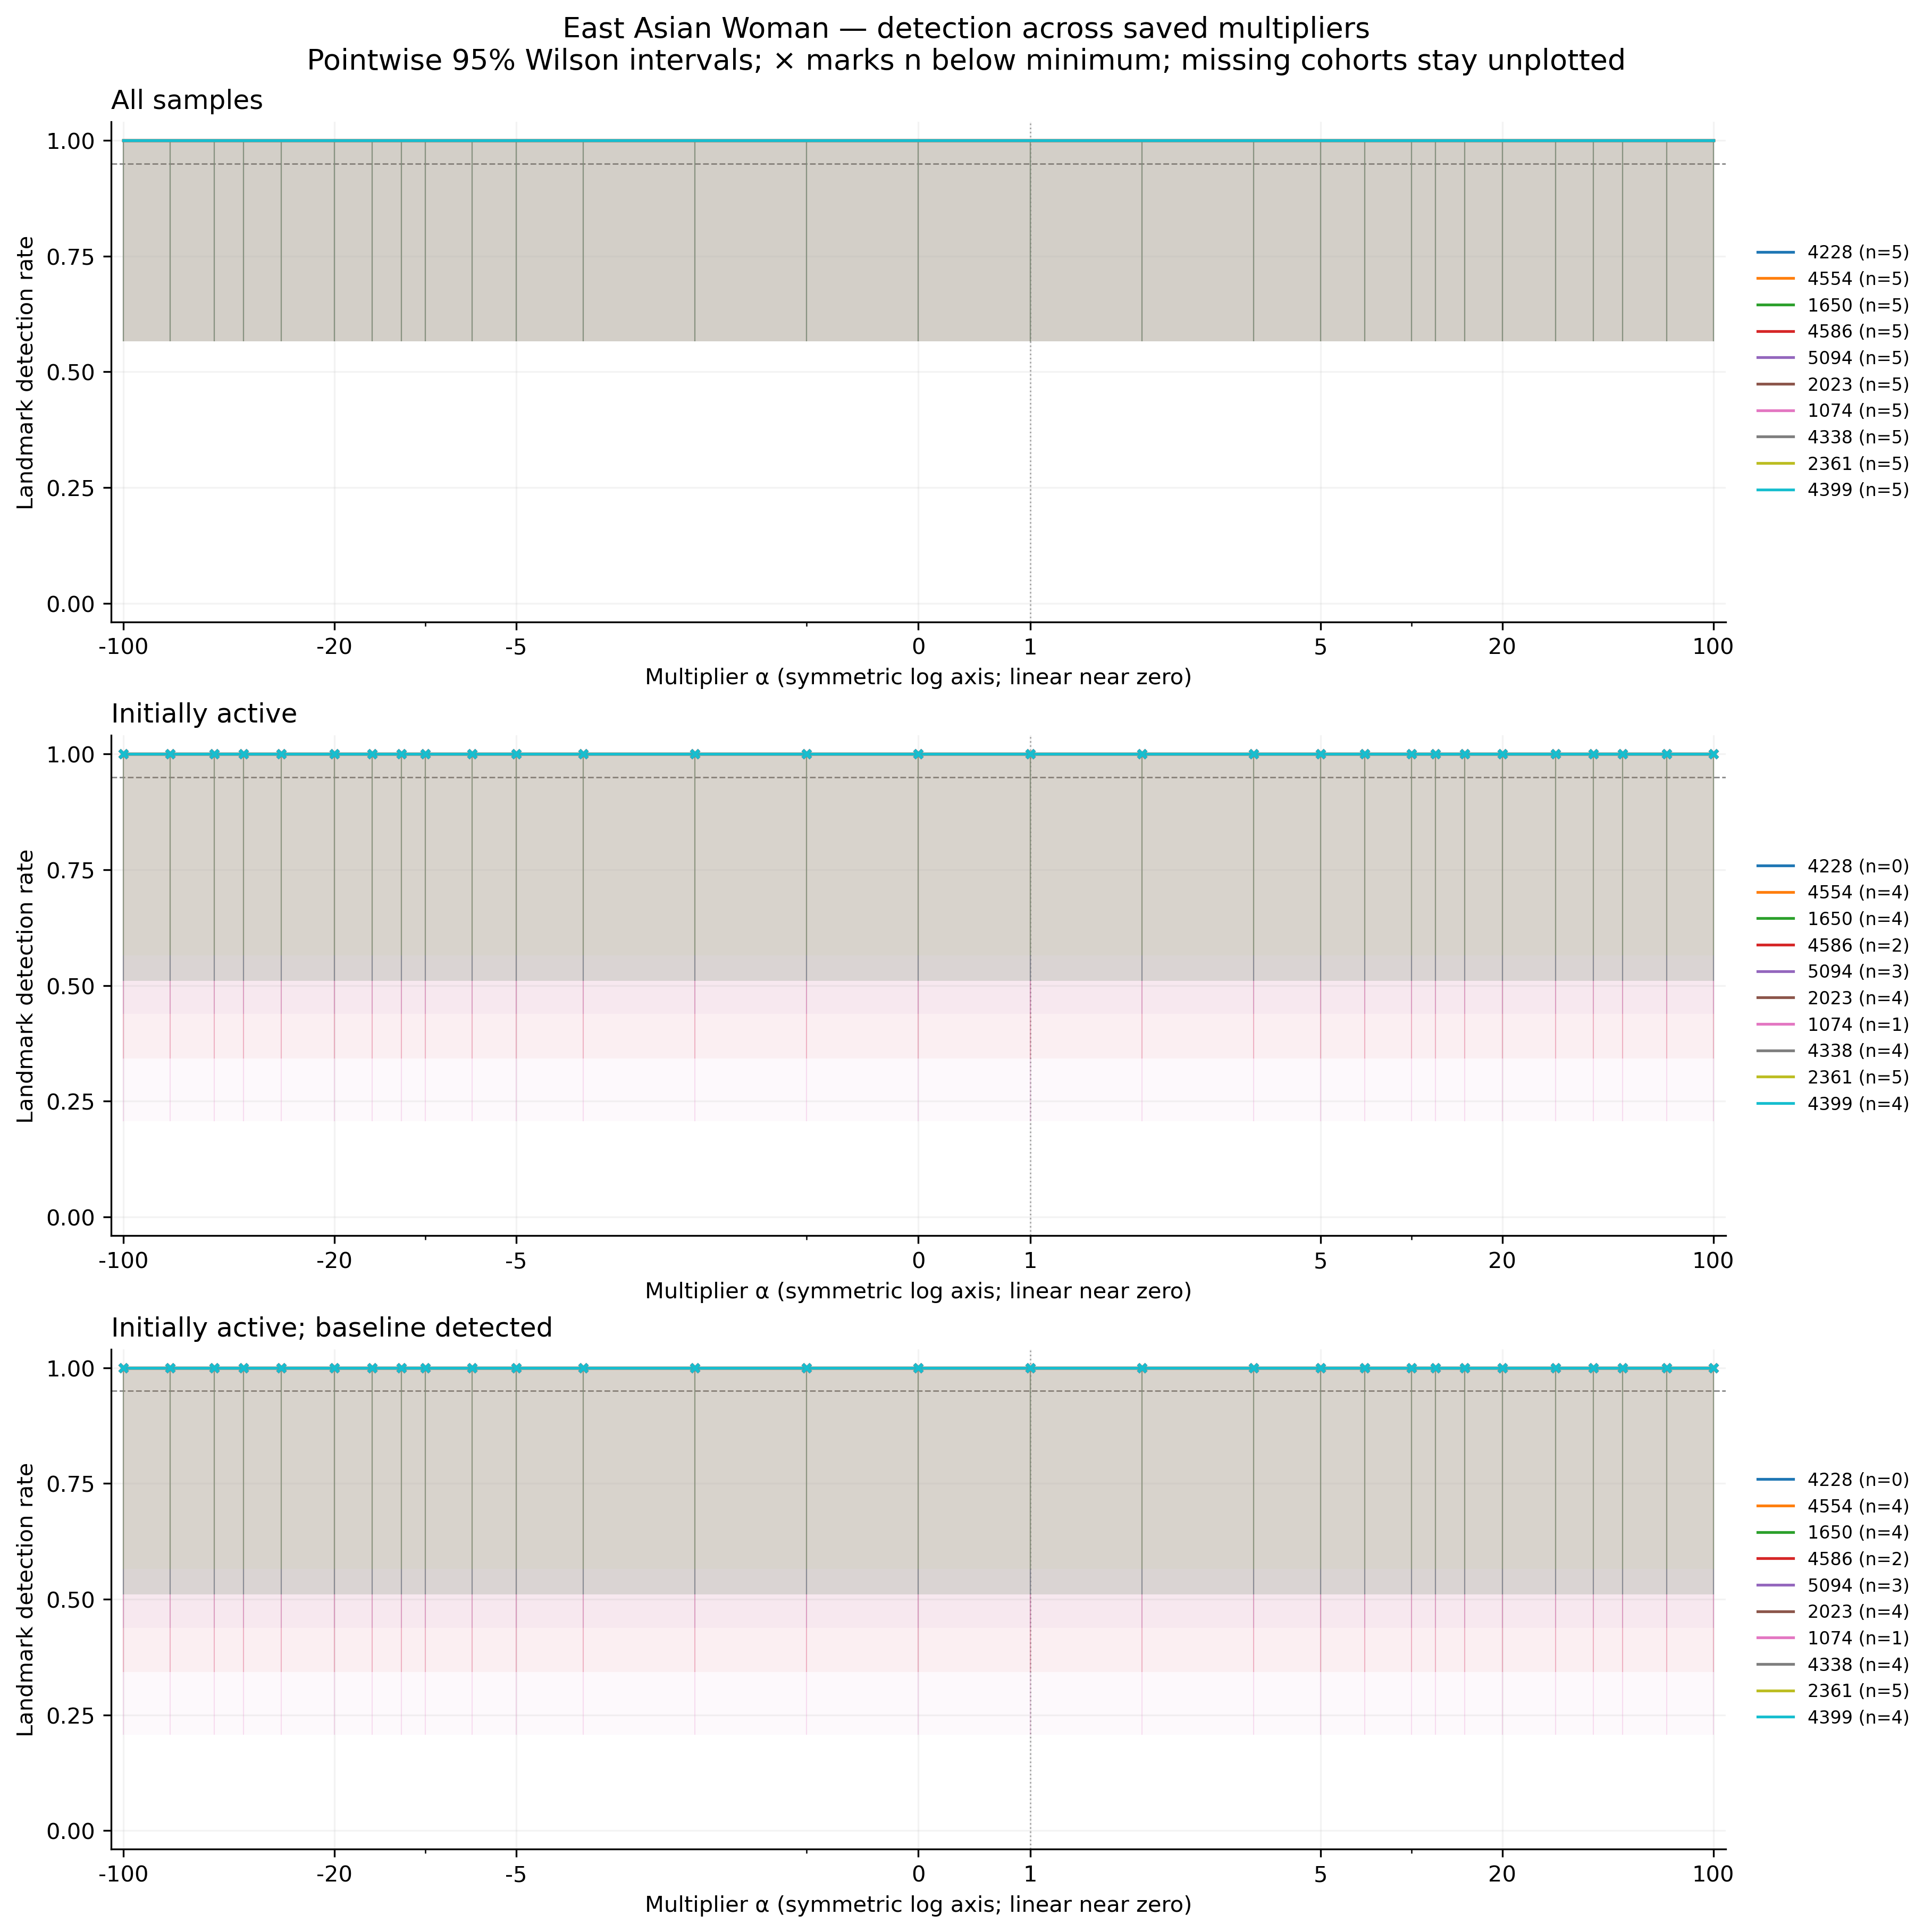 East Asian Woman — detection across saved multipliers
Pointwise 95% Wilson intervals; × marks n below minimum; missing cohorts stay unplotted
All samples
Landmark detection rate
1.00
0.75
0.50
0.25
0.00
-100
-20
-5
0
1
5
20
100
Multiplier α (symmetric log axis; linear near zero)
4228 (n=5)
4554 (n=5)
1650 (n=5)
4586 (n=5)
5094 (n=5)
2023 (n=5)
1074 (n=5)
4338 (n=5)
2361 (n=5)
4399 (n=5)
Initially active
Landmark detection rate
1.00
0.75
0.50
0.25
0.00
-100
-20
-5
0
1
5
20
100
Multiplier α (symmetric log axis; linear near zero)
4228 (n=0)
4554 (n=4)
1650 (n=4)
4586 (n=2)
5094 (n=3)
2023 (n=4)
1074 (n=1)
4338 (n=4)
2361 (n=5)
4399 (n=4)
Initially active; baseline detected
Landmark detection rate
1.00
0.75
0.50
0.25
0.00
-100
-20
-5
0
1
5
20
100
Multiplier α (symmetric log axis; linear near zero)
4228 (n=0)
4554 (n=4)
1650 (n=4)
4586 (n=2)
5094 (n=3)
2023 (n=4)
1074 (n=1)
4338 (n=4)
2361 (n=5)
4399 (n=4)